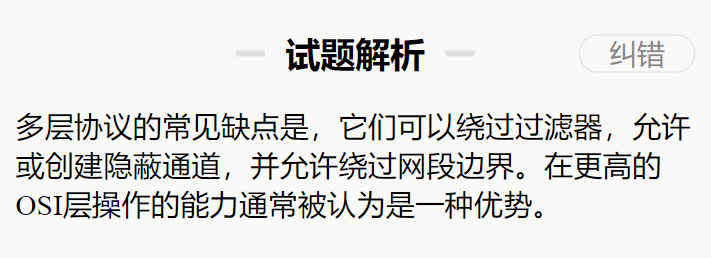 试题解析
纠错
多层协议的常见缺点是，它们可以绕过过滤器，允许
或创建隐蔽通道，并允许绕过网段边界。在更高的
OSI层操作的能力通常被认为是一种优势。